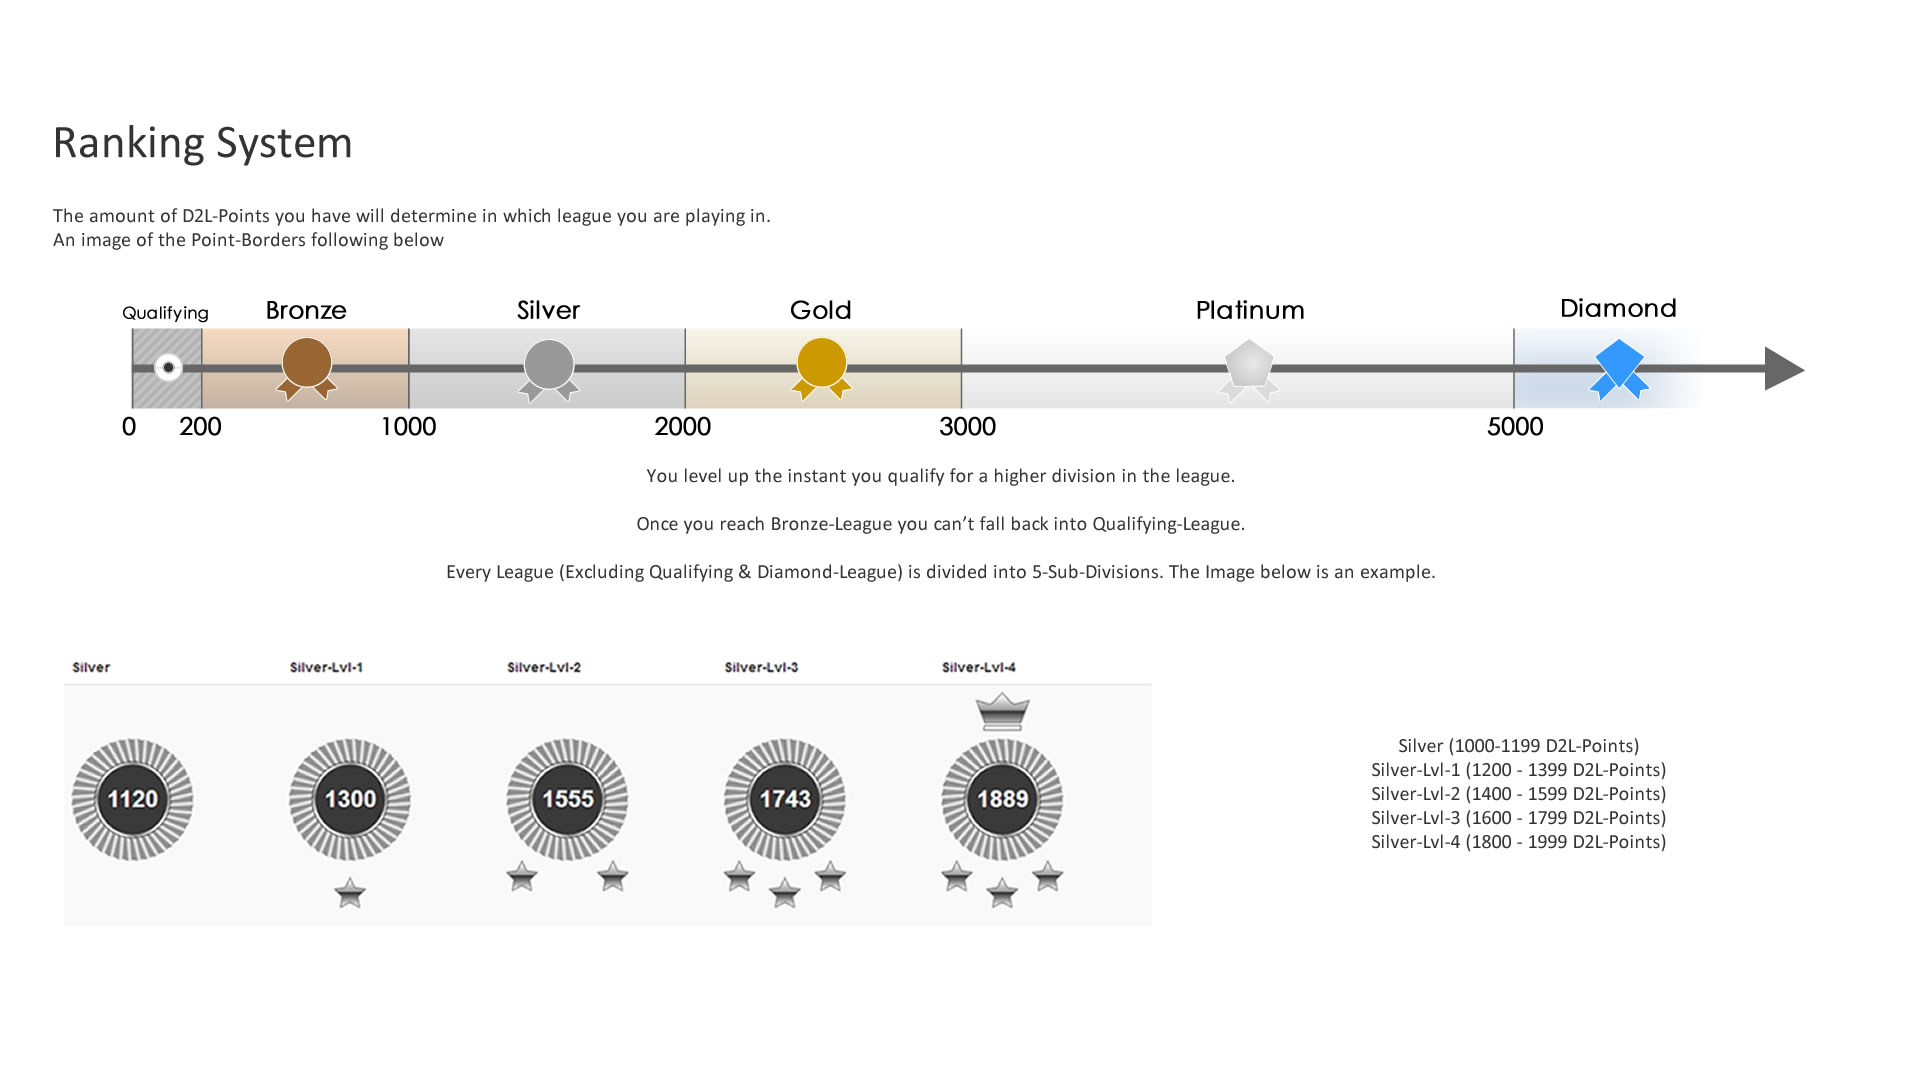 Ranking System
The amount of D2L-Points you have will determine in which league you are playing in.
An image of the Point-Borders following below
Qualifying Bronze Silver Gold Platinum Diamond
0 200 1000 2000 3000 5000
You level up the instant you qualify for a higher division in the league.
Once you reach Bronze-League you can’t fall back into Qualifying-League.
Every League (Excluding Qualifying & Diamond-League) is divided into 5-Sub-Divisions. The Image below is an example.
Silver Silver-Lvl-1 Silver-Lvl-2 Silver-Lvl-3 Silver-Lvl-4
1120 1300 1555 1743 1889
Silver (1000-1199 D2L-Points)
Silver-Lvl-1 (1200 - 1399 D2L-Points)
Silver-Lvl-2 (1400 - 1599 D2L-Points)
Silver-Lvl-3 (1600 - 1799 D2L-Points)
Silver-Lvl-4 (1800 - 1999 D2L-Points)